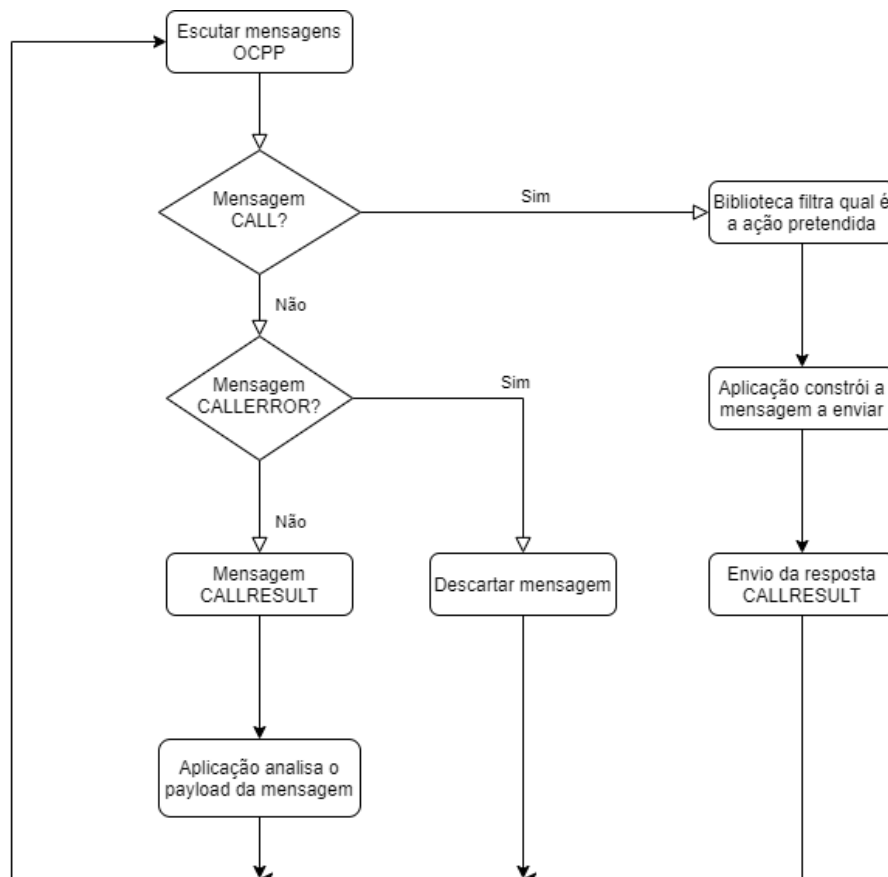 Escutar mensagens
OCPP
Mensagem
CALL?
Sim
Biblioteca filtra qual é
a ação pretendida
Não
Mensagem
CALLERROR?
Sim
Aplicação constrói a
mensagem a enviar
Não
Mensagem
CALLRESULT
Descartar mensagem
Envio da resposta
CALLRESULT
Aplicação analisa o
payload da mensagem